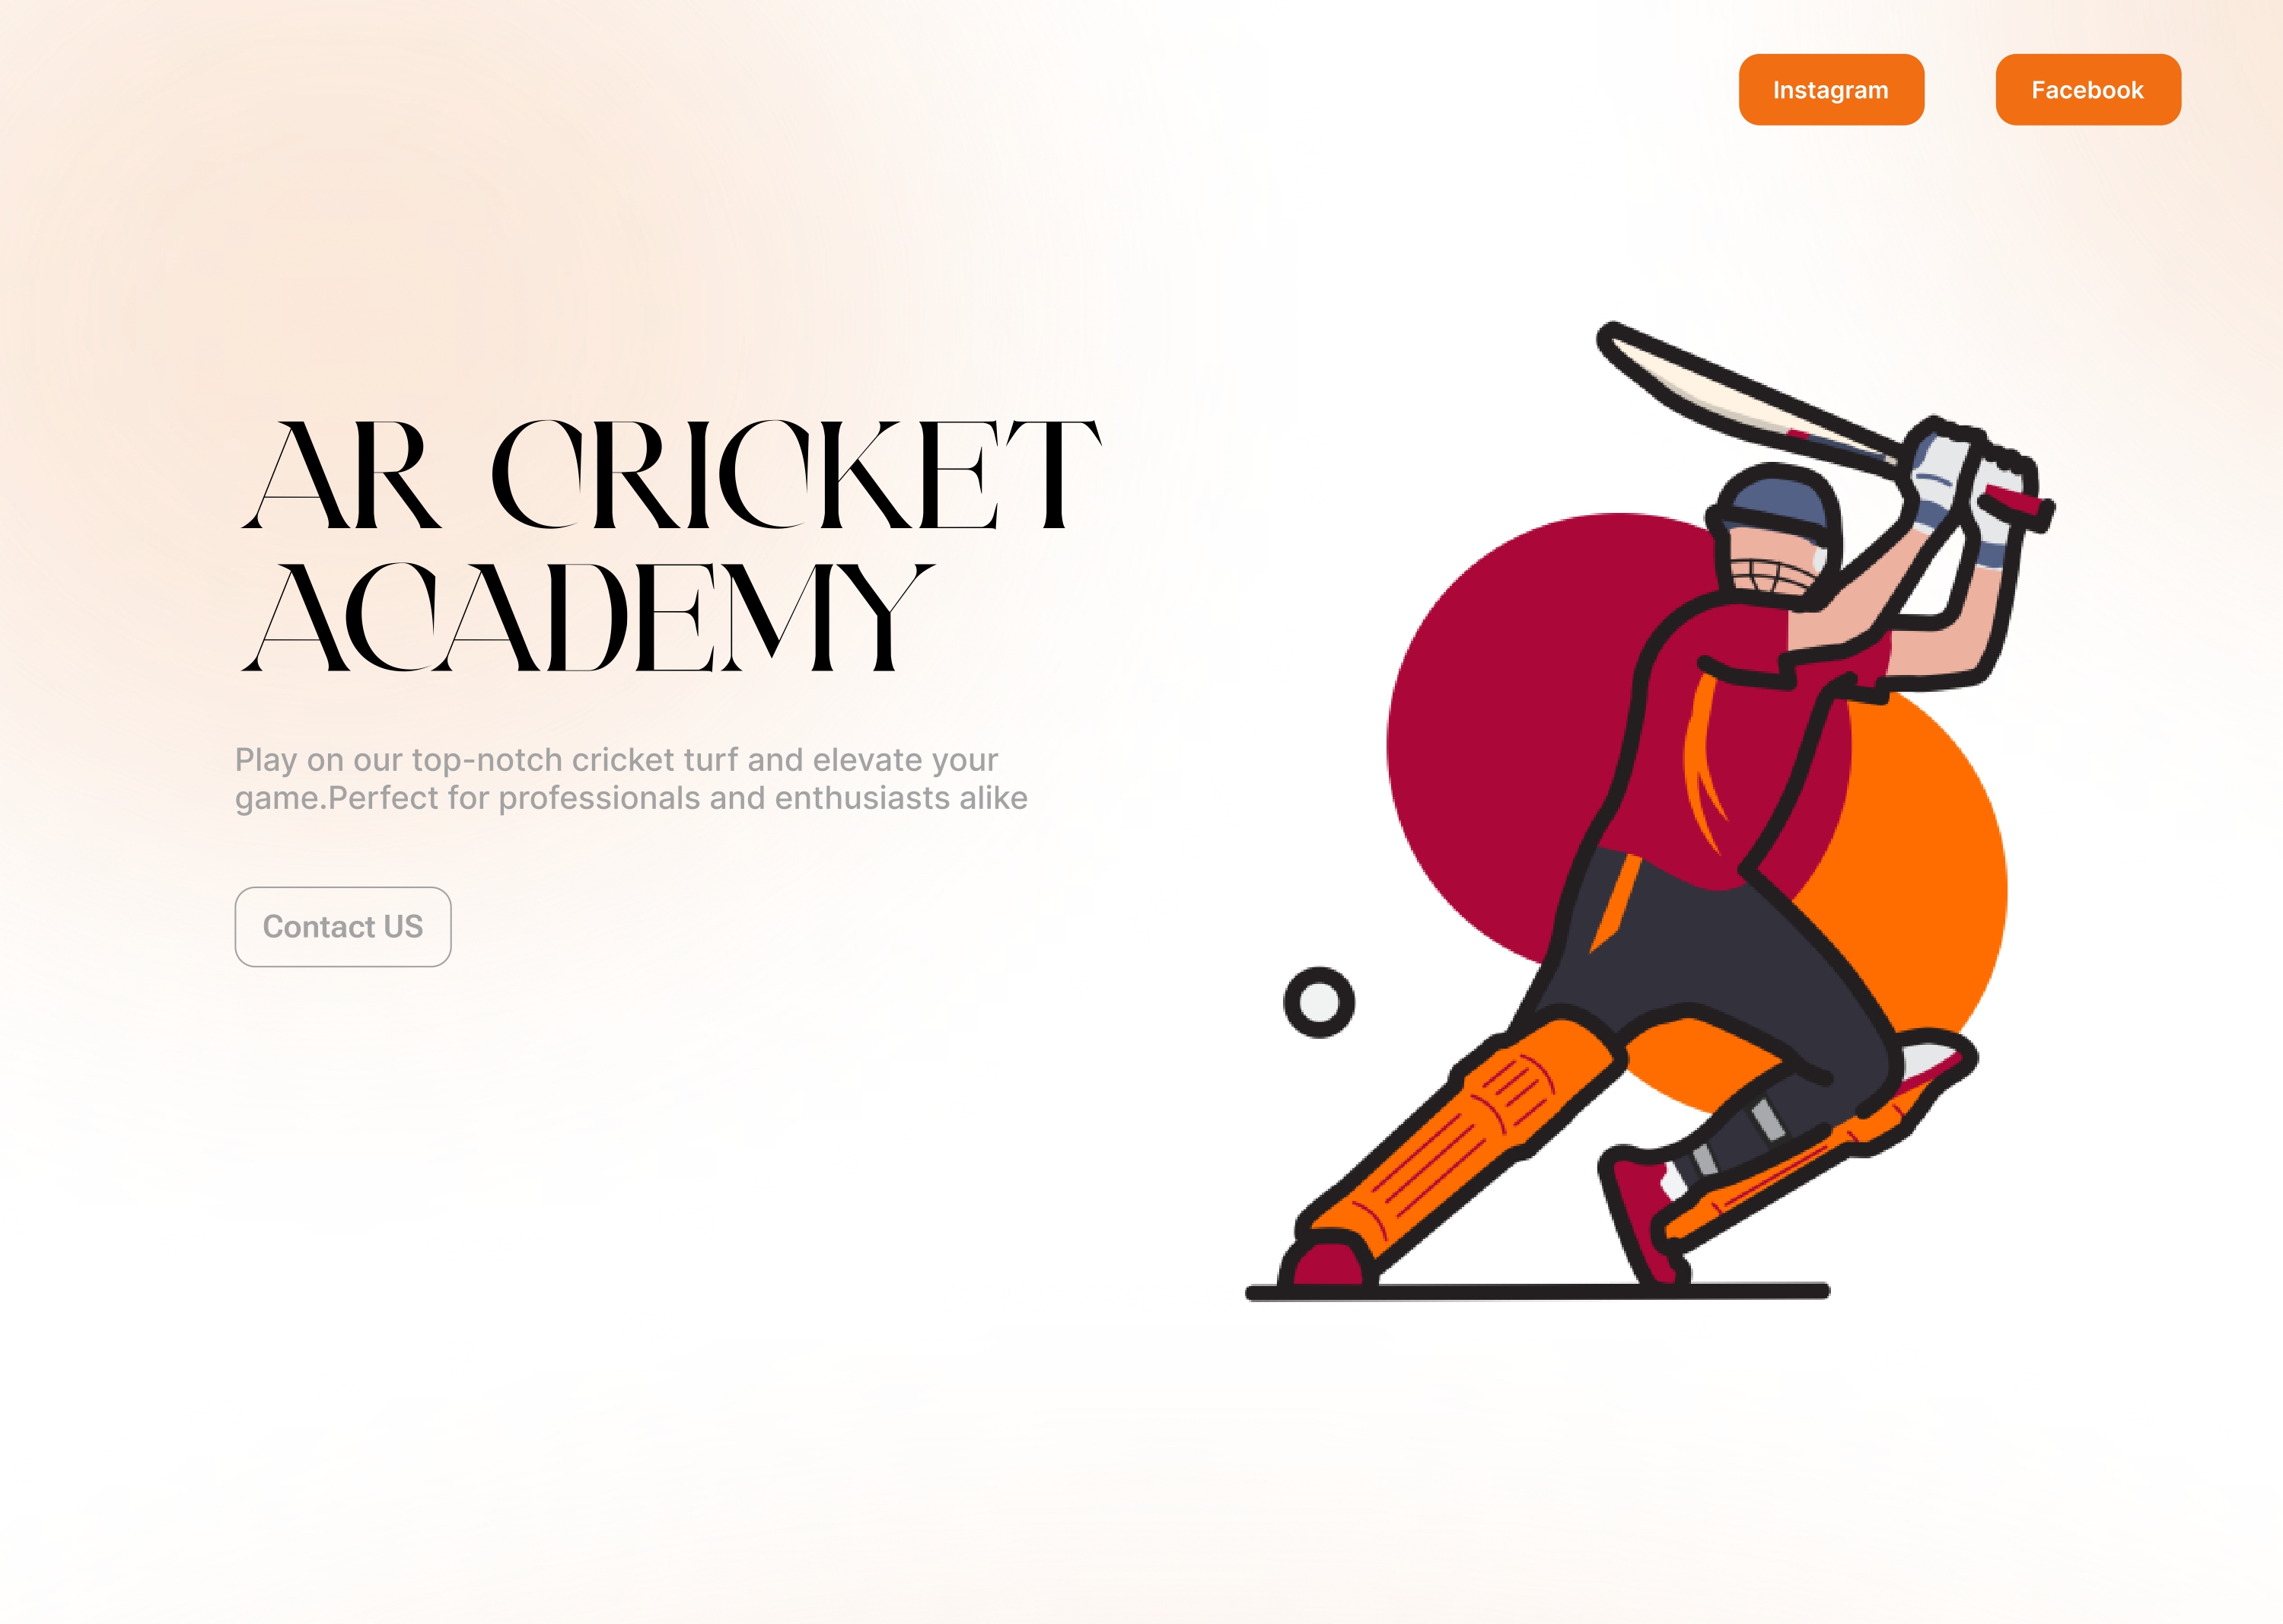 Instagram
Facebook
AR CRICKET
ACADEMY
Play on our top-notch cricket turf and elevate your
game.Perfect for professionals and enthusiasts alike
Contact US